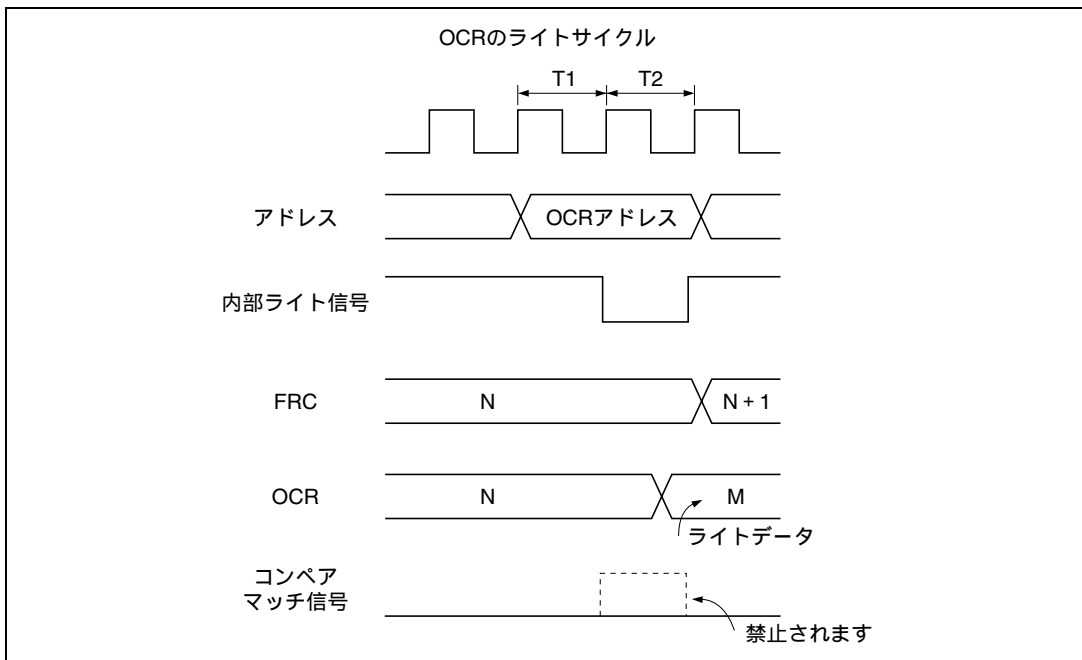 OCRのライトサイクル
T1 T2
アドレス OCRアドレス
内部ライト信号
FRC N N + 1
OCR N M
ライトデータ
コンペア
マッチ信号
禁止されます